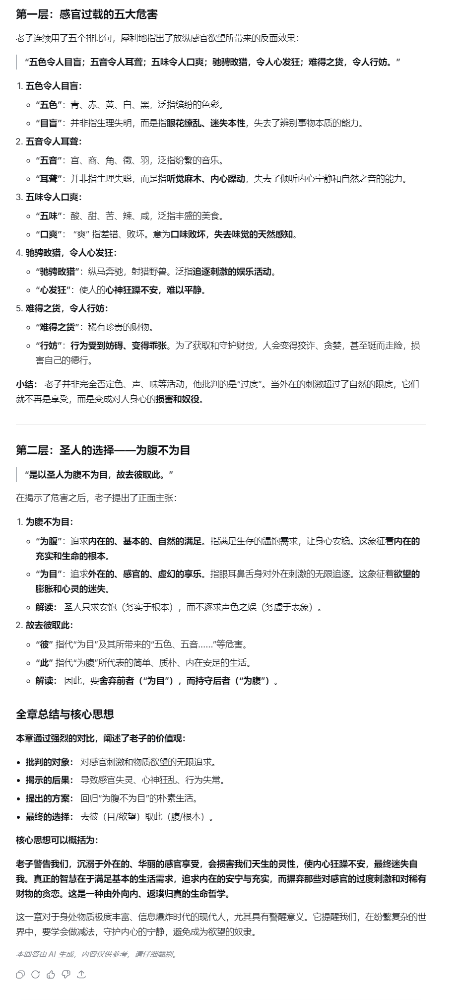 第一层：感官过载的五大危害
老子连续用了五个排比句，犀利地指出了放纵感官欲望所带来的反面效果：
“五色令人目盲；五音令人耳聋；五味令人口爽；驰骋畋猎，令人心发狂；难得之货，令人行妨。”
1. 五色令人目盲：
“五色”：青、赤、黄、白、黑，泛指缤纷的色彩。
“目盲”：并非指生理失明，而是指眼花缭乱、迷失本性，失去了辨别事物本质的能力。
2. 五音令人耳聋：
“五音”：宫、商、角、徵、羽，泛指纷繁的音乐。
“耳聋”：并非指生理失聪，而是指听觉麻木、内心躁动，失去了倾听内心宁静和自然之音的能力。
3. 五味令人口爽：
“五味”：酸、甜、苦、辣、咸，泛指丰盛的美食。
“口爽”： “爽” 指差错、败坏。意为口味败坏，失去味觉的天然感知。
4. 驰骋畋猎，令人心发狂：
“驰骋畋猎”：纵马奔驰，射猎野兽。泛指追逐刺激的娱乐活动。
“心发狂”：使人的心神狂躁不安，难以平静。
5. 难得之货，令人行妨：
“难得之货”：稀有珍贵的财物。
“行妨”：行为受到妨碍、变得乖张。为了获取和守护财货，人会变得狡诈、贪婪，甚至铤而走险，损
害自己的德行。
小结： 老子并非完全否定色、声、味等活动，他批判的是“过度”。当外在的刺激超过了自然的限度，它们
就不再是享受，而是变成对人身心的损害和奴役。
第二层：圣人的选择——为腹不为目
“是以圣人为腹不为目，故去彼取此。”
在揭示了危害之后，老子提出了正面主张：
1. 为腹不为目：
“为腹”：追求内在的、基本的、自然的满足。指满足生存的温饱需求，让身心安稳。这象征着内在的
充实和生命的根本。
“为目”：追求外在的、感官的、虚幻的享乐。指眼耳鼻舌身对外在刺激的无限追逐。这象征着欲望的
膨胀和心灵的迷失。
解读： 圣人只求安饱（务实于根本），而不逐求声色之娱（务虚于表象）。
2. 故去彼取此：
“彼” 指代“为目”及其所带来的“五色、五音……”等危害。
“此” 指代“为腹”所代表的简单、质朴、内在安足的生活。
解读： 因此，要舍弃前者（“为目”），而持守后者（“为腹”）。
全章总结与核心思想
本章通过强烈的对比，阐述了老子的价值观：
• 批判的对象： 对感官刺激和物质欲望的无限追求。
• 揭示的后果： 导致感官失灵、心神狂乱、行为失常。
• 提出的方案： 回归“为腹不为目”的朴素生活。
• 最终的选择： 去彼（目/欲望）取此（腹/根本）。
核心思想可以概括为：
老子警告我们，沉溺于外在的、华丽的感官享受，会损害我们天生的灵性，使内心狂躁不安，最终迷失自
我。真正的智慧在于满足基本的生活需求，追求内在的安宁与充实，而摒弃那些对感官的过度刺激和对稀有
财物的贪恋。这是一种由外向内、返璞归真的生命哲学。
这一章对于身处物质极度丰富、信息爆炸时代的现代人，尤其具有警醒意义。它提醒我们，在纷繁复杂的世
界中，要学会做减法，守护内心的宁静，避免成为欲望的奴隶。
本回答由 AI 生成，内容仅供参考，请仔细甄别。